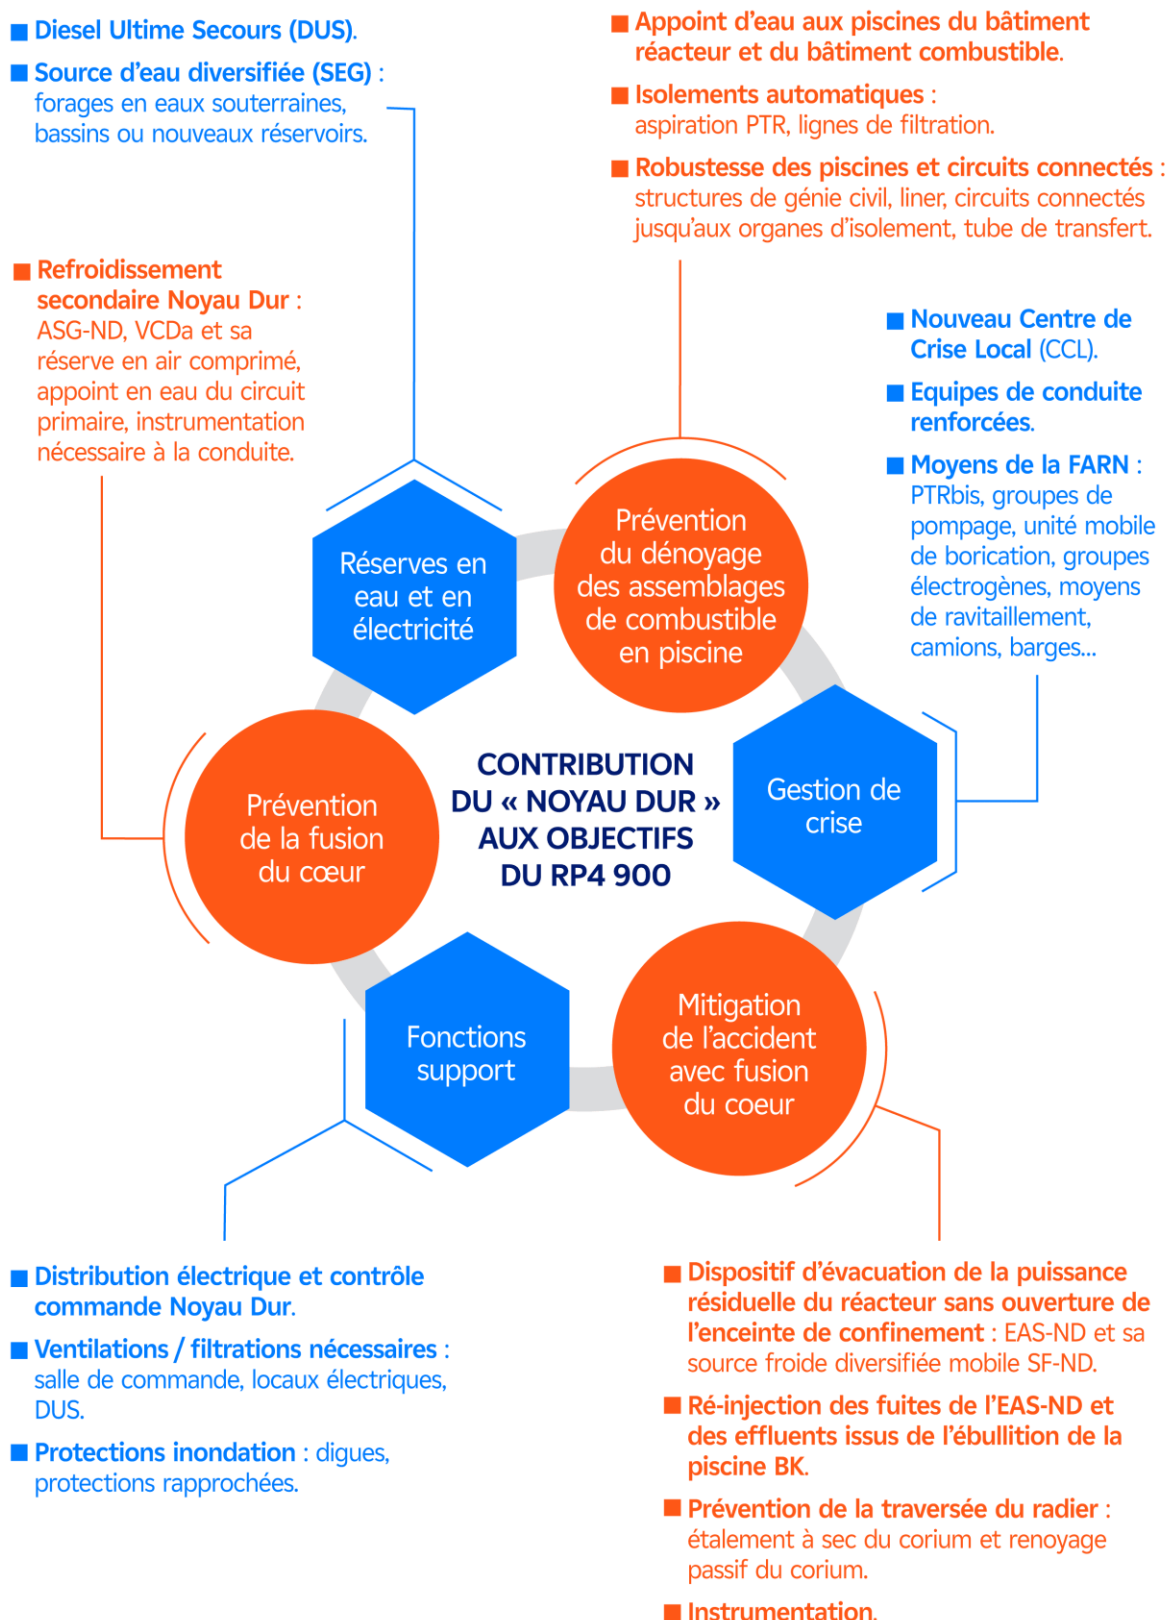 ■ Diesel Ultime Secours (DUS).
■ Source d’eau diversifiée (SEG) :
forages en eaux souterraines,
bassins ou nouveaux réservoirs.
■ Appoint d’eau aux piscines du bâtiment
réacteur et du bâtiment combustible.
■ Isolements automatiques :
aspiration PTR, lignes de filtration.
■ Robustesse des piscines et circuits connectés :
structures de génie civil, liner, circuits connectés
jusqu’aux organes d’isolement, tube de transfert.
■ Refroidissement
secondaire Noyau Dur :
ASG-ND, VCDa et sa
réserve en air comprimé,
appoint en eau du circuit
primaire, instrumentation
nécessaire à la conduite.
■ Nouveau Centre de
Crise Local (CCL).
■ Equipes de conduite
renforcées.
■ Moyens de la FARN :
PTRbis, groupes de
pompage, unité mobile
de borication, groupes
électrogènes, moyens
de ravitaillement,
camions, barges...
Réserves en
eau et en
électricité
Prévention
du dénoyage
des assemblages
de combustible
en piscine
Prévention
de la fusion
du cœur
CONTRIBUTION
DU « NOYAU DUR »
AUX OBJECTIFS
DU RP4 900
Gestion de
crise
Fonctions
support
Mitigation
de l’accident
avec fusion
du coeur
■ Distribution électrique et contrôle
commande Noyau Dur.
■ Ventilations / filtrations nécessaires :
salle de commande, locaux électriques,
DUS.
■ Protections inondation : digues,
protections rapprochées.
■ Dispositif d’évacuation de la puissance
résiduelle du réacteur sans ouverture de
l’enceinte de confinement : EAS-ND et sa
source froide diversifiée mobile SF-ND.
■ Ré-injection des fuites de l’EAS-ND et
des effluents issus de l’ébullition de la
piscine BK.
■ Prévention de la traversée du radier :
étalement à sec du corium et renoyage
passif du corium.
■ Instrumentation.